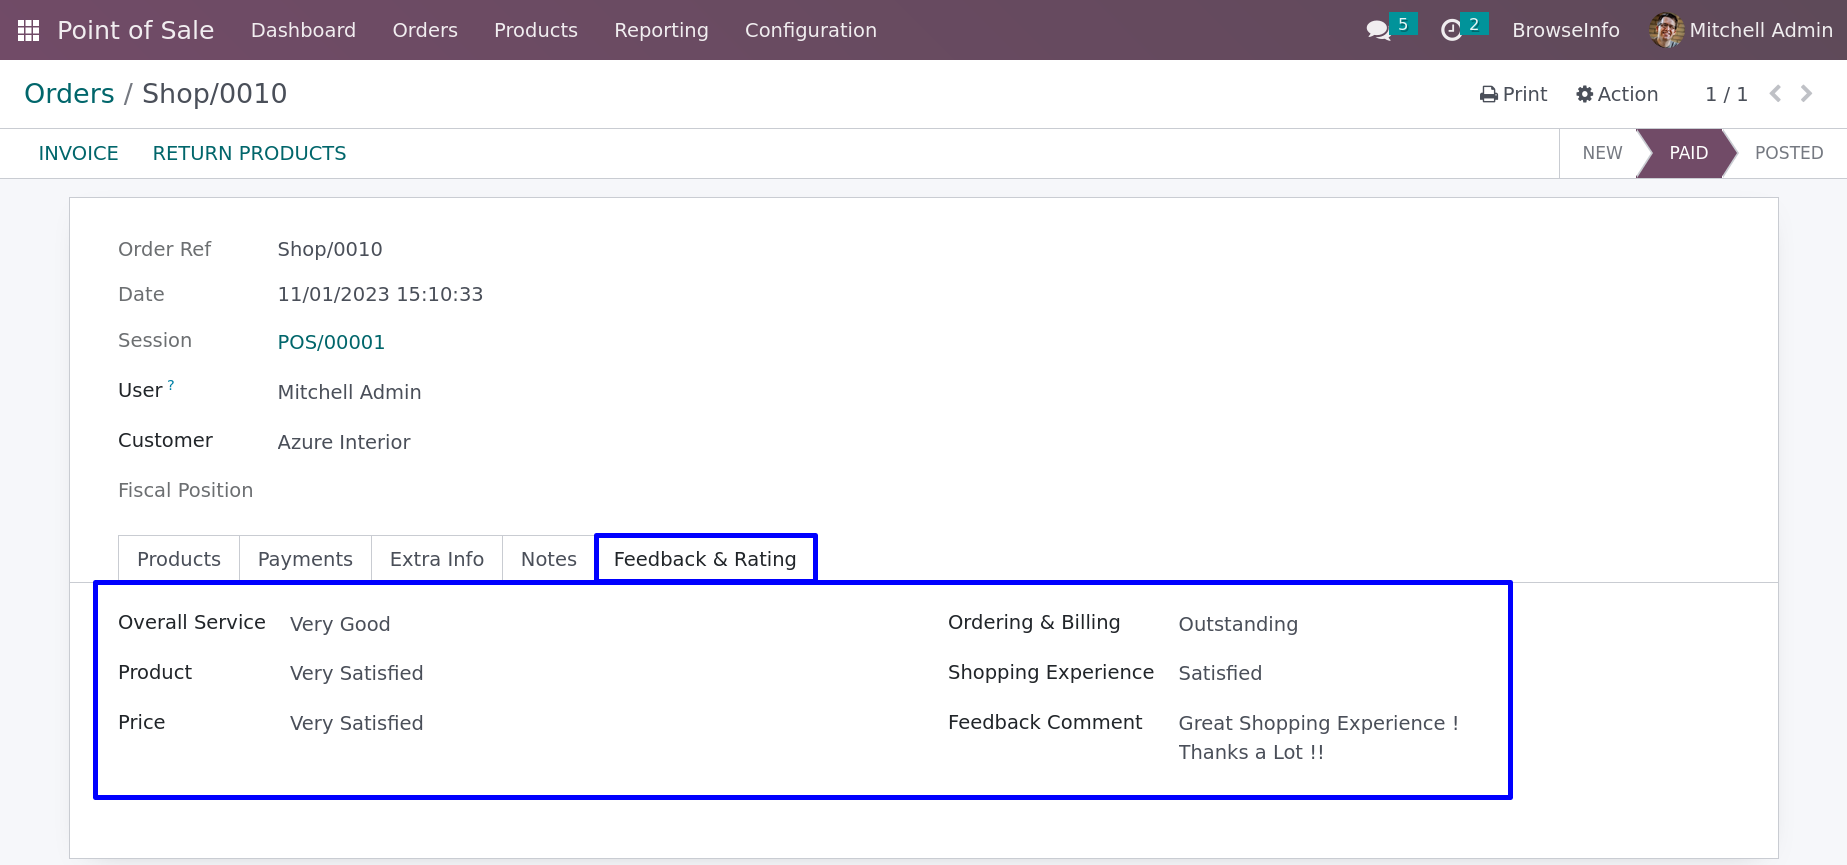 Point of Sale Dashboard Orders Products Reporting Configuration 5 2 BrowseInfo Mitchell Admin
Orders / Shop/0010 Print Action 1 / 1
INVOICE RETURN PRODUCTS NEW PAID POSTED
Order Ref Shop/0010
Date 11/01/2023 15:10:33
Session POS/00001
User ? Mitchell Admin
Customer Azure Interior
Fiscal Position
Products Payments Extra Info Notes Feedback & Rating
Overall Service Very Good Ordering & Billing Outstanding
Product Very Satisfied Shopping Experience Satisfied
Price Very Satisfied Feedback Comment Great Shopping Experience !
Thanks a Lot !!